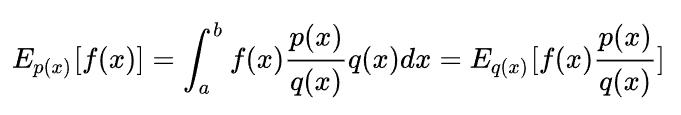 E_{p(x)}[f(x)] = \int_a^b f(x) \frac{p(x)}{q(x)} q(x)dx = E_{q(x)}[f(x) \frac{p(x)}{q(x)}]